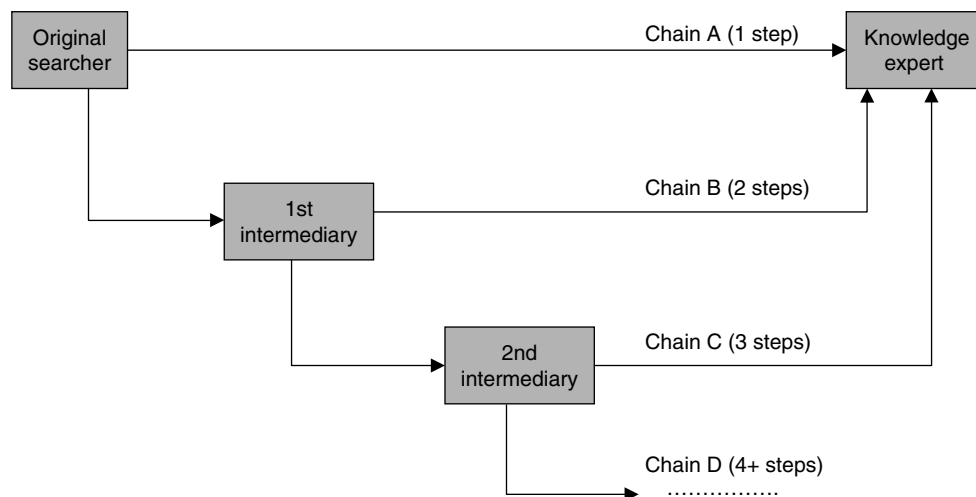 Original
searcher
Chain A (1 step)
Knowledge
expert
Chain B (2 steps)
1st
intermediary
Chain C (3 steps)
2nd
intermediary
Chain D (4+ steps)
................